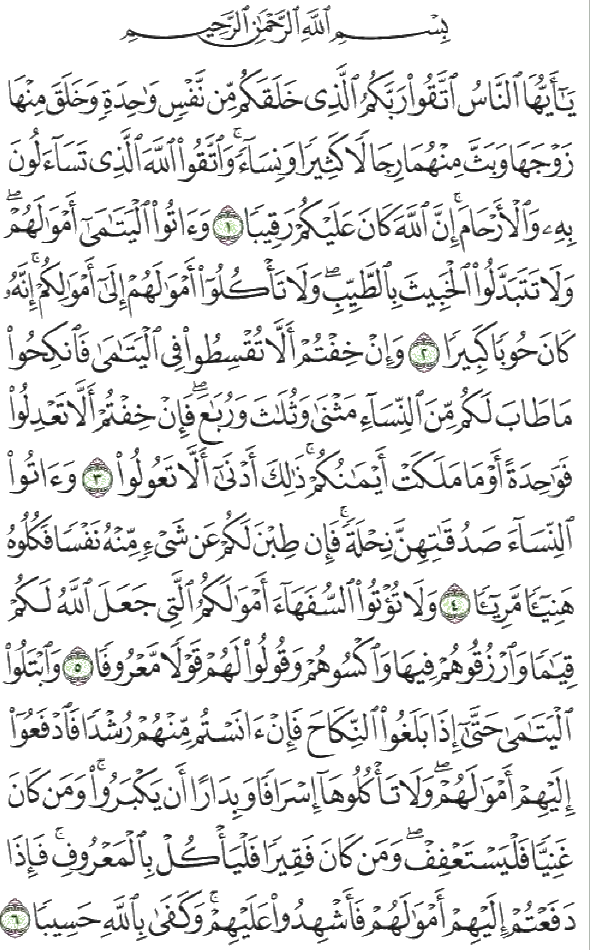 بِسْمِ ٱللَّهِ ٱلرَّحْمَٰنِ ٱلرَّحِيمِ
يَٰٓأَيُّهَا ٱلنَّاسُ ٱتَّقُوا۟ رَبَّكُمُ ٱلَّذِى خَلَقَكُم مِّن نَّفْسٍ وَٰحِدَةٍ وَخَلَقَ مِنْهَا
زَوْجَهَا وَبَثَّ مِنْهُمَا رِجَالًا كَثِيرًا وَنِسَآءً ۚ وَٱتَّقُوا۟ ٱللَّهَ ٱلَّذِى تَسَآءَلُونَ
بِهِۦ وَٱلْأَرْحَامَ ۚ إِنَّ ٱللَّهَ كَانَ عَلَيْكُمْ رَقِيبًا ١ وَءَاتُوا۟ ٱلْيَتَٰمَىٰٓ أَمْوَٰلَهُمْ ۖ
وَلَا تَتَبَدَّلُوا۟ ٱلْخَبِيثَ بِٱلطَّيِّبِ ۖ وَلَا تَأْكُلُوٓا۟ أَمْوَٰلَهُمْ إِلَىٰٓ أَمْوَٰلِكُمْ ۚ إِنَّهُۥ
كَانَ حُوبًا كَبِيرًا ٢ وَإِنْ خِفْتُمْ أَلَّا تُقْسِطُوا۟ فِى ٱلْيَتَٰمَىٰ فَٱنكِحُوا۟
مَا طَابَ لَكُم مِّنَ ٱلنِّسَآءِ مَثْنَىٰ وَثُلَٰثَ وَرُبَٰعَ ۖ فَإِنْ خِفْتُمْ أَلَّا تَعْدِلُوا۟
فَوَٰحِدَةً أَوْ مَا مَلَكَتْ أَيْمَٰنُكُمْ ۚ ذَٰلِكَ أَدْنَىٰٓ أَلَّا تَعُولُوا۟ ٣ وَءَاتُوا۟
ٱلنِّسَآءَ صَدُقَٰتِهِنَّ نِحْلَةً ۚ فَإِن طِبْنَ لَكُمْ عَن شَىْءٍ مِّنْهُ نَفْسًا فَكُلُوهُ
هَنِيٓـًٔا مَّرِيٓـًٔا ٤ وَلَا تُؤْتُوا۟ ٱلسُّفَهَآءَ أَمْوَٰلَكُمُ ٱلَّتِى جَعَلَ ٱللَّهُ لَكُمْ
قِيَٰمًا وَٱرْزُقُوهُمْ فِيهَا وَٱكْسُوهُمْ وَقُولُوا۟ لَهُمْ قَوْلًا مَّعْرُوفًا ٥ وَٱبْتَلُوا۟
ٱلْيَتَٰمَىٰ حَتَّىٰٓ إِذَا بَلَغُوا۟ ٱلنِّكَاحَ فَإِنْ ءَانَسْتُم مِّنْهُمْ رُشْدًا فَٱدْفَعُوٓا۟
إِلَيْهِمْ أَمْوَٰلَهُمْ ۖ وَلَا تَأْكُلُوهَآ إِسْرَافًا وَبِدَارًا أَن يَكْبَرُوا۟ ۚ وَمَن كَانَ
غَنِيًّا فَلْيَسْتَعْفِفْ ۖ وَمَن كَانَ فَقِيرًا فَلْيَأْكُلْ بِٱلْمَعْرُوفِ ۚ فَإِذَا
دَفَعْتُمْ إِلَيْهِمْ أَمْوَٰلَهُمْ فَأَشْهِدُوا۟ عَلَيْهِمْ ۚ وَكَفَىٰ بِٱللَّهِ حَسِيبًا ٦